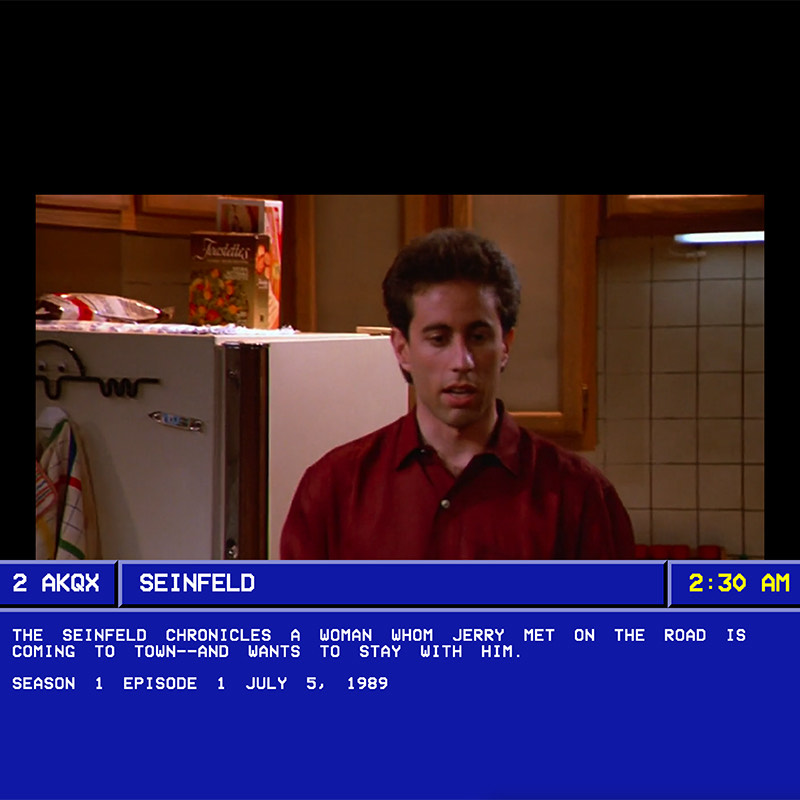 Toastettes
2 AKQX
SEINFELD
2:30 AM
THE SEINFELD CHRONICLES A WOMAN WHOM JERRY MET ON THE ROAD IS
COMING TO TOWN--AND WANTS TO STAY WITH HIM.
SEASON 1 EPISODE 1 JULY 5, 1989